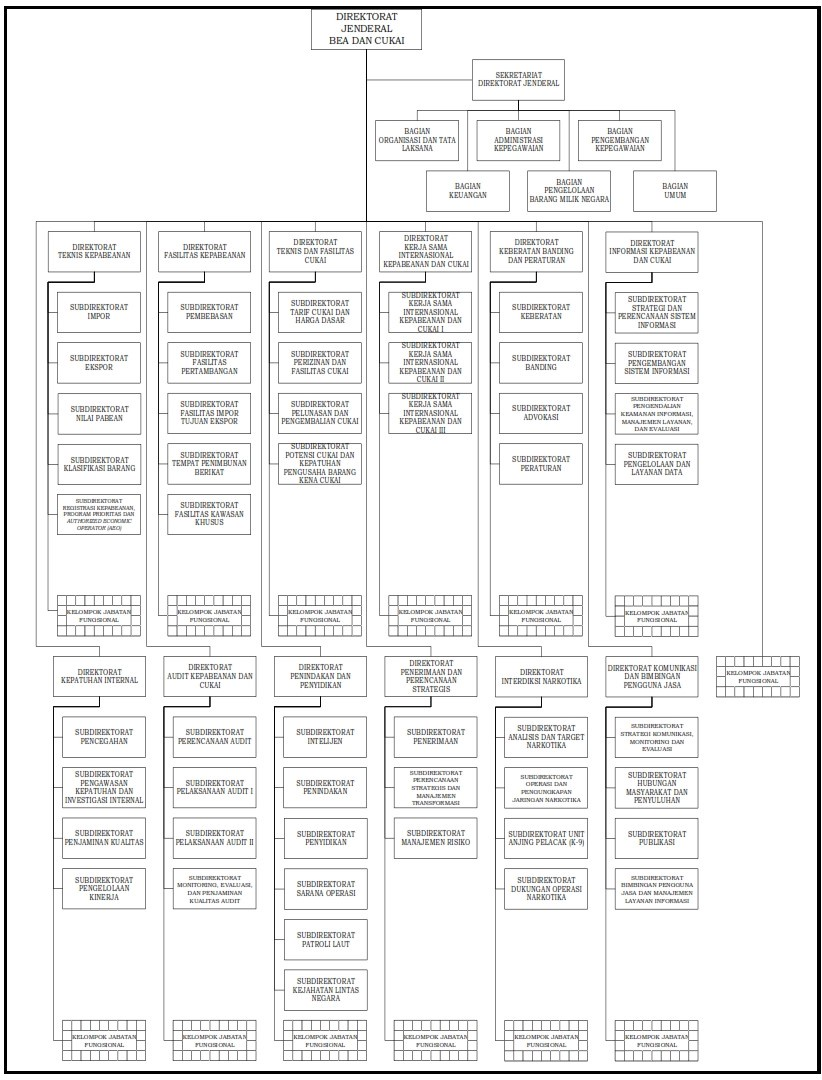 DIREKTORAT
JENDERAL
BEA DAN CUKAI
SEKRETARIAT
DIREKTORAT JENDERAL
BAGIAN
ORGANISASI DAN TATA
LAKSANA
BAGIAN
ADMINISTRASI
KEPEGAWAIAN
BAGIAN
PENGEMBANGAN
KEPEGAWAIAN
BAGIAN
KEUANGAN
BAGIAN
PENGELOLAAN
BARANG MILIK NEGARA
BAGIAN
UMUM
DIREKTORAT
TEKNIS KEPABEANAN
DIREKTORAT
FASILITAS KEPABEANAN
DIREKTORAT
TEKNIS DAN FASILITAS
CUKAI
DIREKTORAT
KERJA SAMA
INTERNASIONAL
KEPABEANAN DAN CUKAI
DIREKTORAT
KEBERATAN BANDING
DAN PERATURAN
DIREKTORAT
INFORMASI KEPABEANAN
DAN CUKAI
SUBDIREKTORAT
IMPOR
SUBDIREKTORAT
PEMBEBASAN
SUBDIREKTORAT
TARIF CUKAI DAN
HARGA DASAR
SUBDIREKTORAT
KERJA SAMA
INTERNASIONAL
KEPABEANAN DAN
CUKAI I
SUBDIREKTORAT
KEBERATAN
SUBDIREKTORAT
STRATEGI DAN
PERENCANAAN SISTEM
INFORMASI
SUBDIREKTORAT
EKSPOR
SUBDIREKTORAT
FASILITAS
PERTAMBANGAN
SUBDIREKTORAT
PERIZINAN DAN
FASILITAS CUKAI
SUBDIREKTORAT
KERJA SAMA
INTERNASIONAL
KEPABEANAN DAN
CUKAI II
SUBDIREKTORAT
BANDING
SUBDIREKTORAT
PENGEMBANGAN
SISTEM INFORMASI
SUBDIREKTORAT
NILAI PABEAN
SUBDIREKTORAT
FASILITAS IMPOR
TUJUAN EKSPOR
SUBDIREKTORAT
PELUNASAN DAN
PENGEMBALIAN CUKAI
SUBDIREKTORAT
KERJA SAMA
INTERNASIONAL
KEPABEANAN DAN
CUKAI III
SUBDIREKTORAT
ADVOKASI
SUBDIREKTORAT
PENGENDALIAN
KEAMANAN INFORMASI,
MANAJEMEN LAYANAN,
DAN EVALUASI
SUBDIREKTORAT
KLASIFIKASI BARANG
SUBDIREKTORAT
TEMPAT PENIMBUNAN
BERIKAT
SUBDIREKTORAT
POTENSI CUKAI DAN
KEPATUHAN
PENGUSAHA BARANG
KENA CUKAI
SUBDIREKTORAT
PERATURAN
SUBDIREKTORAT
PENGELOLAAN DAN
LAYANAN DATA
SUBDIREKTORAT
REGISTRASI KEPABEANAN,
PROGRAM PRIORITAS DAN
AUTHORIZED ECONOMIC
OPERATOR (AEO)
SUBDIREKTORAT
FASILITAS KAWASAN
KHUSUS
KELOMPOK JABATAN
FUNGSIONAL
KELOMPOK JABATAN
FUNGSIONAL
KELOMPOK JABATAN
FUNGSIONAL
KELOMPOK JABATAN
FUNGSIONAL
KELOMPOK JABATAN
FUNGSIONAL
KELOMPOK JABATAN
FUNGSIONAL
DIREKTORAT
KEPATUHAN INTERNAL
DIREKTORAT
AUDIT KEPABEANAN DAN
CUKAI
DIREKTORAT
PENINDAKAN DAN
PENYIDIKAN
DIREKTORAT
PENERIMAAN DAN
PERENCANAAN
STRATEGIS
DIREKTORAT
INTERDIKSI NARKOTIKA
DIREKTORAT KOMUNIKASI
DAN BIMBINGAN
PENGGUNA JASA
KELOMPOK JABATAN
FUNGSIONAL
SUBDIREKTORAT
PENCEGAHAN
SUBDIREKTORAT
PERENCANAAN AUDIT
SUBDIREKTORAT
INTELIJEN
SUBDIREKTORAT
PENERIMAAN
SUBDIREKTORAT
ANALISIS DAN TARGET
NARKOTIKA
SUBDIREKTORAT
STRATEGI KOMUNIKASI,
MONITORING DAN
EVALUASI
SUBDIREKTORAT
PENGAWASAN
KEPATUHAN DAN
INVESTIGASI INTERNAL
SUBDIREKTORAT
PELAKSANAAN AUDIT I
SUBDIREKTORAT
PENINDAKAN
SUBDIREKTORAT
PERENCANAAN
STRATEGIS DAN
MANAJEMEN
TRANSFORMASI
SUBDIREKTORAT
OPERASI DAN
PENGUNGKAPAN
JARINGAN NARKOTIKA
SUBDIREKTORAT
HUBUNGAN
MASYARAKAT DAN
PENYULUHAN
SUBDIREKTORAT
PENJAMINAN KUALITAS
SUBDIREKTORAT
PELAKSANAAN AUDIT II
SUBDIREKTORAT
PENYIDIKAN
SUBDIREKTORAT
MANAJEMEN RISIKO
SUBDIREKTORAT UNIT
ANJING PELACAK (K-9)
SUBDIREKTORAT
PUBLIKASI
SUBDIREKTORAT
PENGELOLAAN
KINERJA
SUBDIREKTORAT
MONITORING, EVALUASI,
DAN PENJAMINAN
KUALITAS AUDIT
SUBDIREKTORAT
SARANA OPERASI
SUBDIREKTORAT
DUKUNGAN OPERASI
NARKOTIKA
SUBDIREKTORAT
BIMBINGAN PENGGUNA
JASA DAN MANAJEMEN
LAYANAN INFORMASI
SUBDIREKTORAT
PATROLI LAUT
SUBDIREKTORAT
KEJAHATAN LINTAS
NEGARA
KELOMPOK JABATAN
FUNGSIONAL
KELOMPOK JABATAN
FUNGSIONAL
KELOMPOK JABATAN
FUNGSIONAL
KELOMPOK JABATAN
FUNGSIONAL
KELOMPOK JABATAN
FUNGSIONAL
KELOMPOK JABATAN
FUNGSIONAL